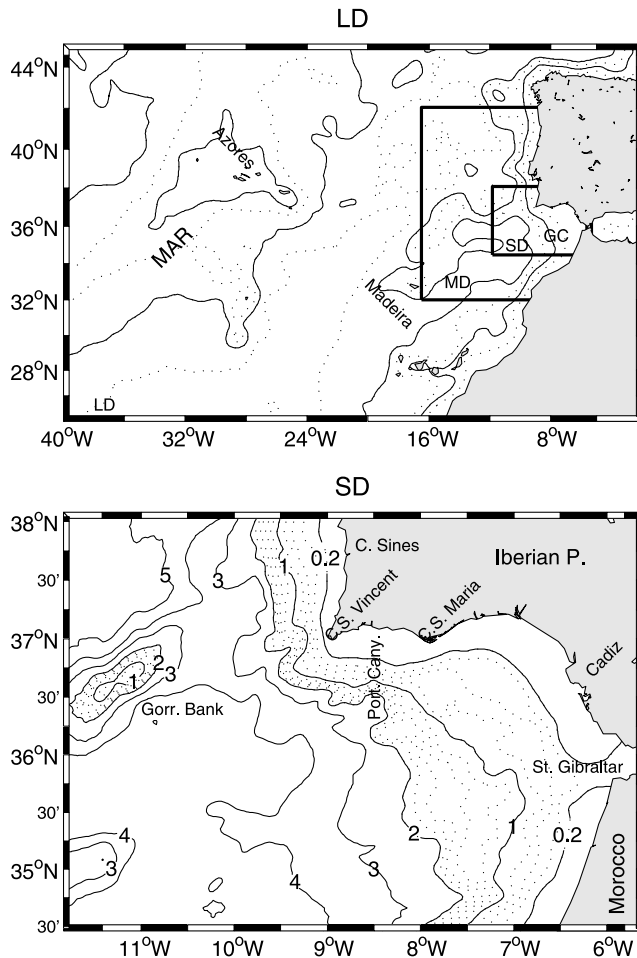 LD
44°N
40°N
36°N
32°N
28°N
Azores
MAR
Madeira
MD
SD
GC
LD
40°W 32°W 24°W 16°W 8°W
SD
38°N
30'
37°N
30'
36°N
30'
35°N
30'
C. Sines
Iberian P.
5 3 1 0.2
C.S. Vincent
C.S. Maria
Port. Cany.
Cadiz
2
3
1
Gorr. Bank
St. Gibraltar
4
3
4 3 2 1 0.2
Morocco
11°W 10°W 9°W 8°W 7°W 6°W